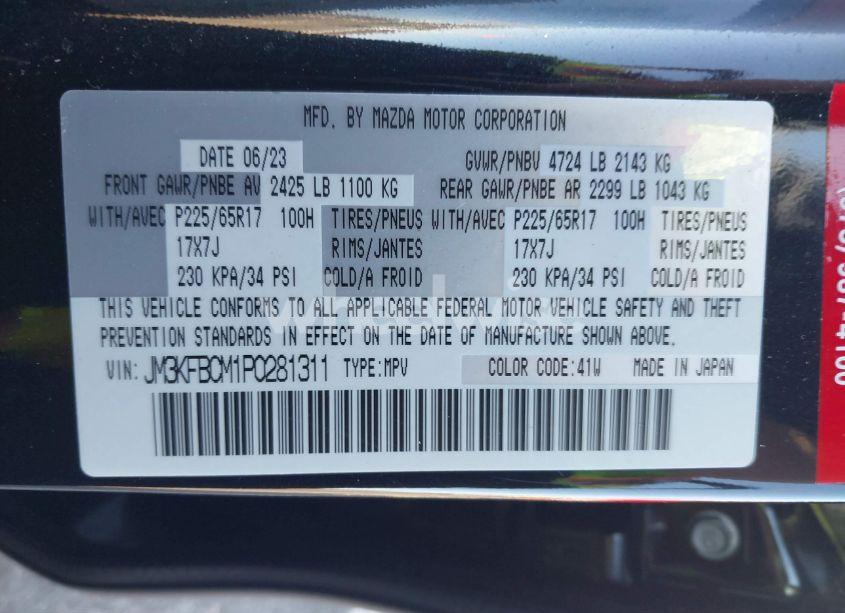 MFD. BY MAZDA MOTOR CORPORATION
DATE 06/23 GVWR/PNBV 4724 LB 2143 KG
FRONT GAWR/PNBE AV 2425 LB 1100 KG REAR GAWR/PNBE AR 2299 LB 1043 KG
WITH/AVEC P225/65R17 100H TIRES/PNEUS WITH/AVEC P225/65R17 100H TIRES/PNEUS
17X7J RIMS/JANTES 17X7J RIMS/JANTES
230 KPA/34 PSI COLD/A FROID 230 KPA/34 PSI COLD/A FROID
THIS VEHICLE CONFORMS TO ALL APPLICABLE FEDERAL MOTOR VEHICLE SAFETY AND THEFT
PREVENTION STANDARDS IN EFFECT ON THE DATE OF MANUFACTURE SHOWN ABOVE.
VIN: JM3KFBCM1P0281311 TYPE:MPV COLOR CODE:41W MADE IN JAPAN